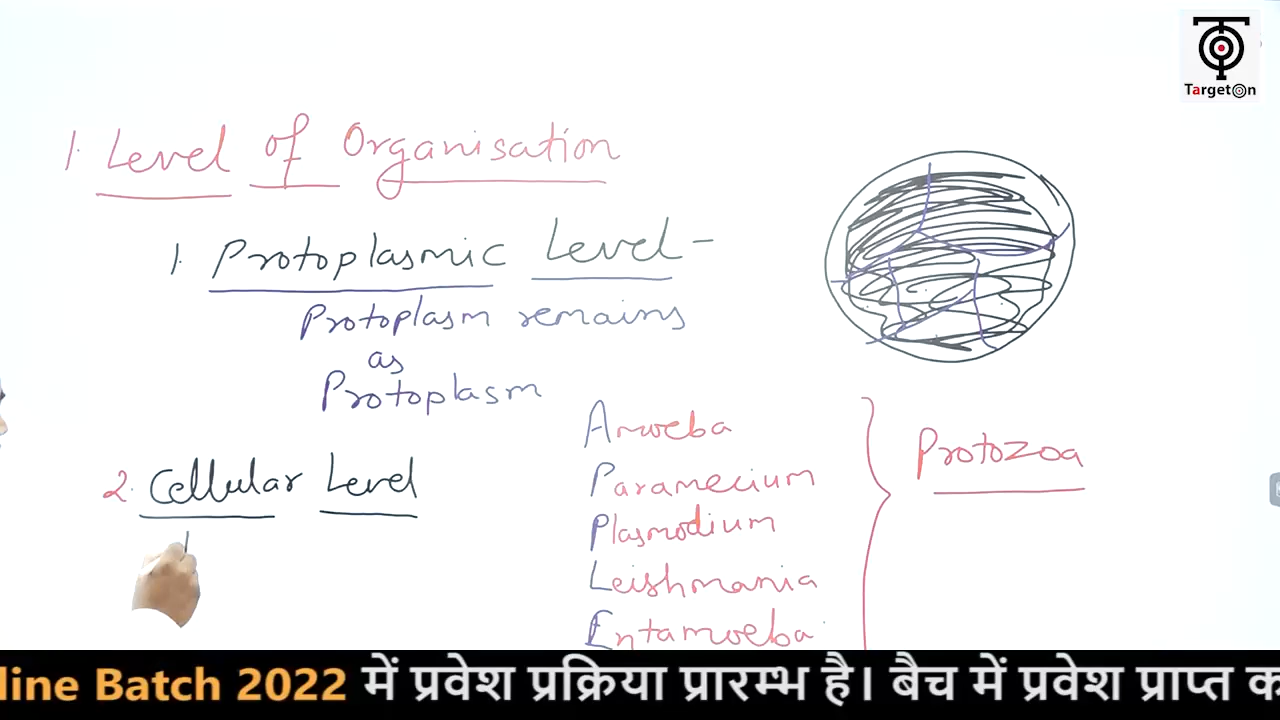 TargetOn
1. Level of Organisation
1. Protoplasmic Level -
Protoplasm remains
as
Protoplasm
Amoeba
Paramecium
Plasmodium
Leishmania
Entamoeba
Protozoa
2. Cellular Level
line Batch 2022 में प्रवेश प्रक्रिया प्रारम्भ है। बैच में प्रवेश प्राप्त क